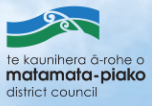 te kaunihera ā-rohe o
matamata-piako
district council